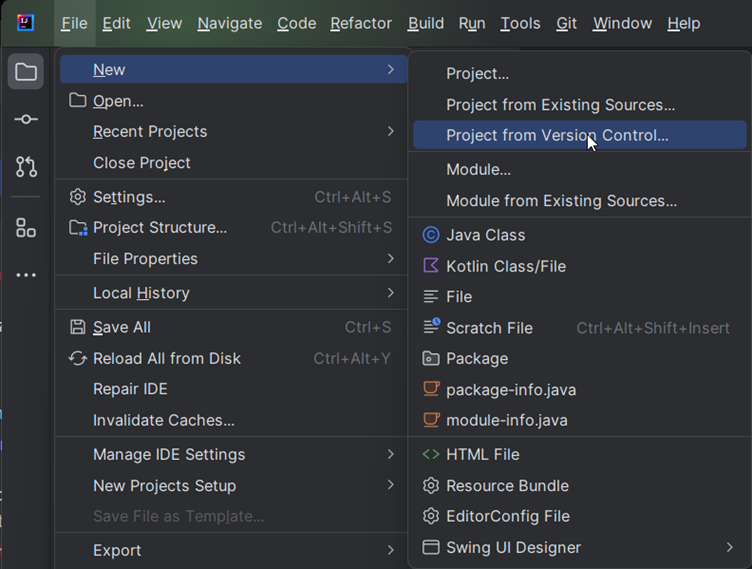 File Edit View Navigate Code Refactor Build Run Tools Git Window Help
New
Open...
Recent Projects
Close Project
Settings... Ctrl+Alt+S
Project Structure... Ctrl+Alt+Shift+S
File Properties
Local History
Save All Ctrl+S
Reload All from Disk Ctrl+Alt+Y
Repair IDE
Invalidate Caches...
Manage IDE Settings
New Projects Setup
Save File as Template...
Export
Project...
Project from Existing Sources...
Project from Version Control...
Module...
Module from Existing Sources...
Java Class
Kotlin Class/File
File
Scratch File Ctrl+Alt+Shift+Insert
Package
package-info.java
module-info.java
HTML File
Resource Bundle
EditorConfig File
Swing UI Designer